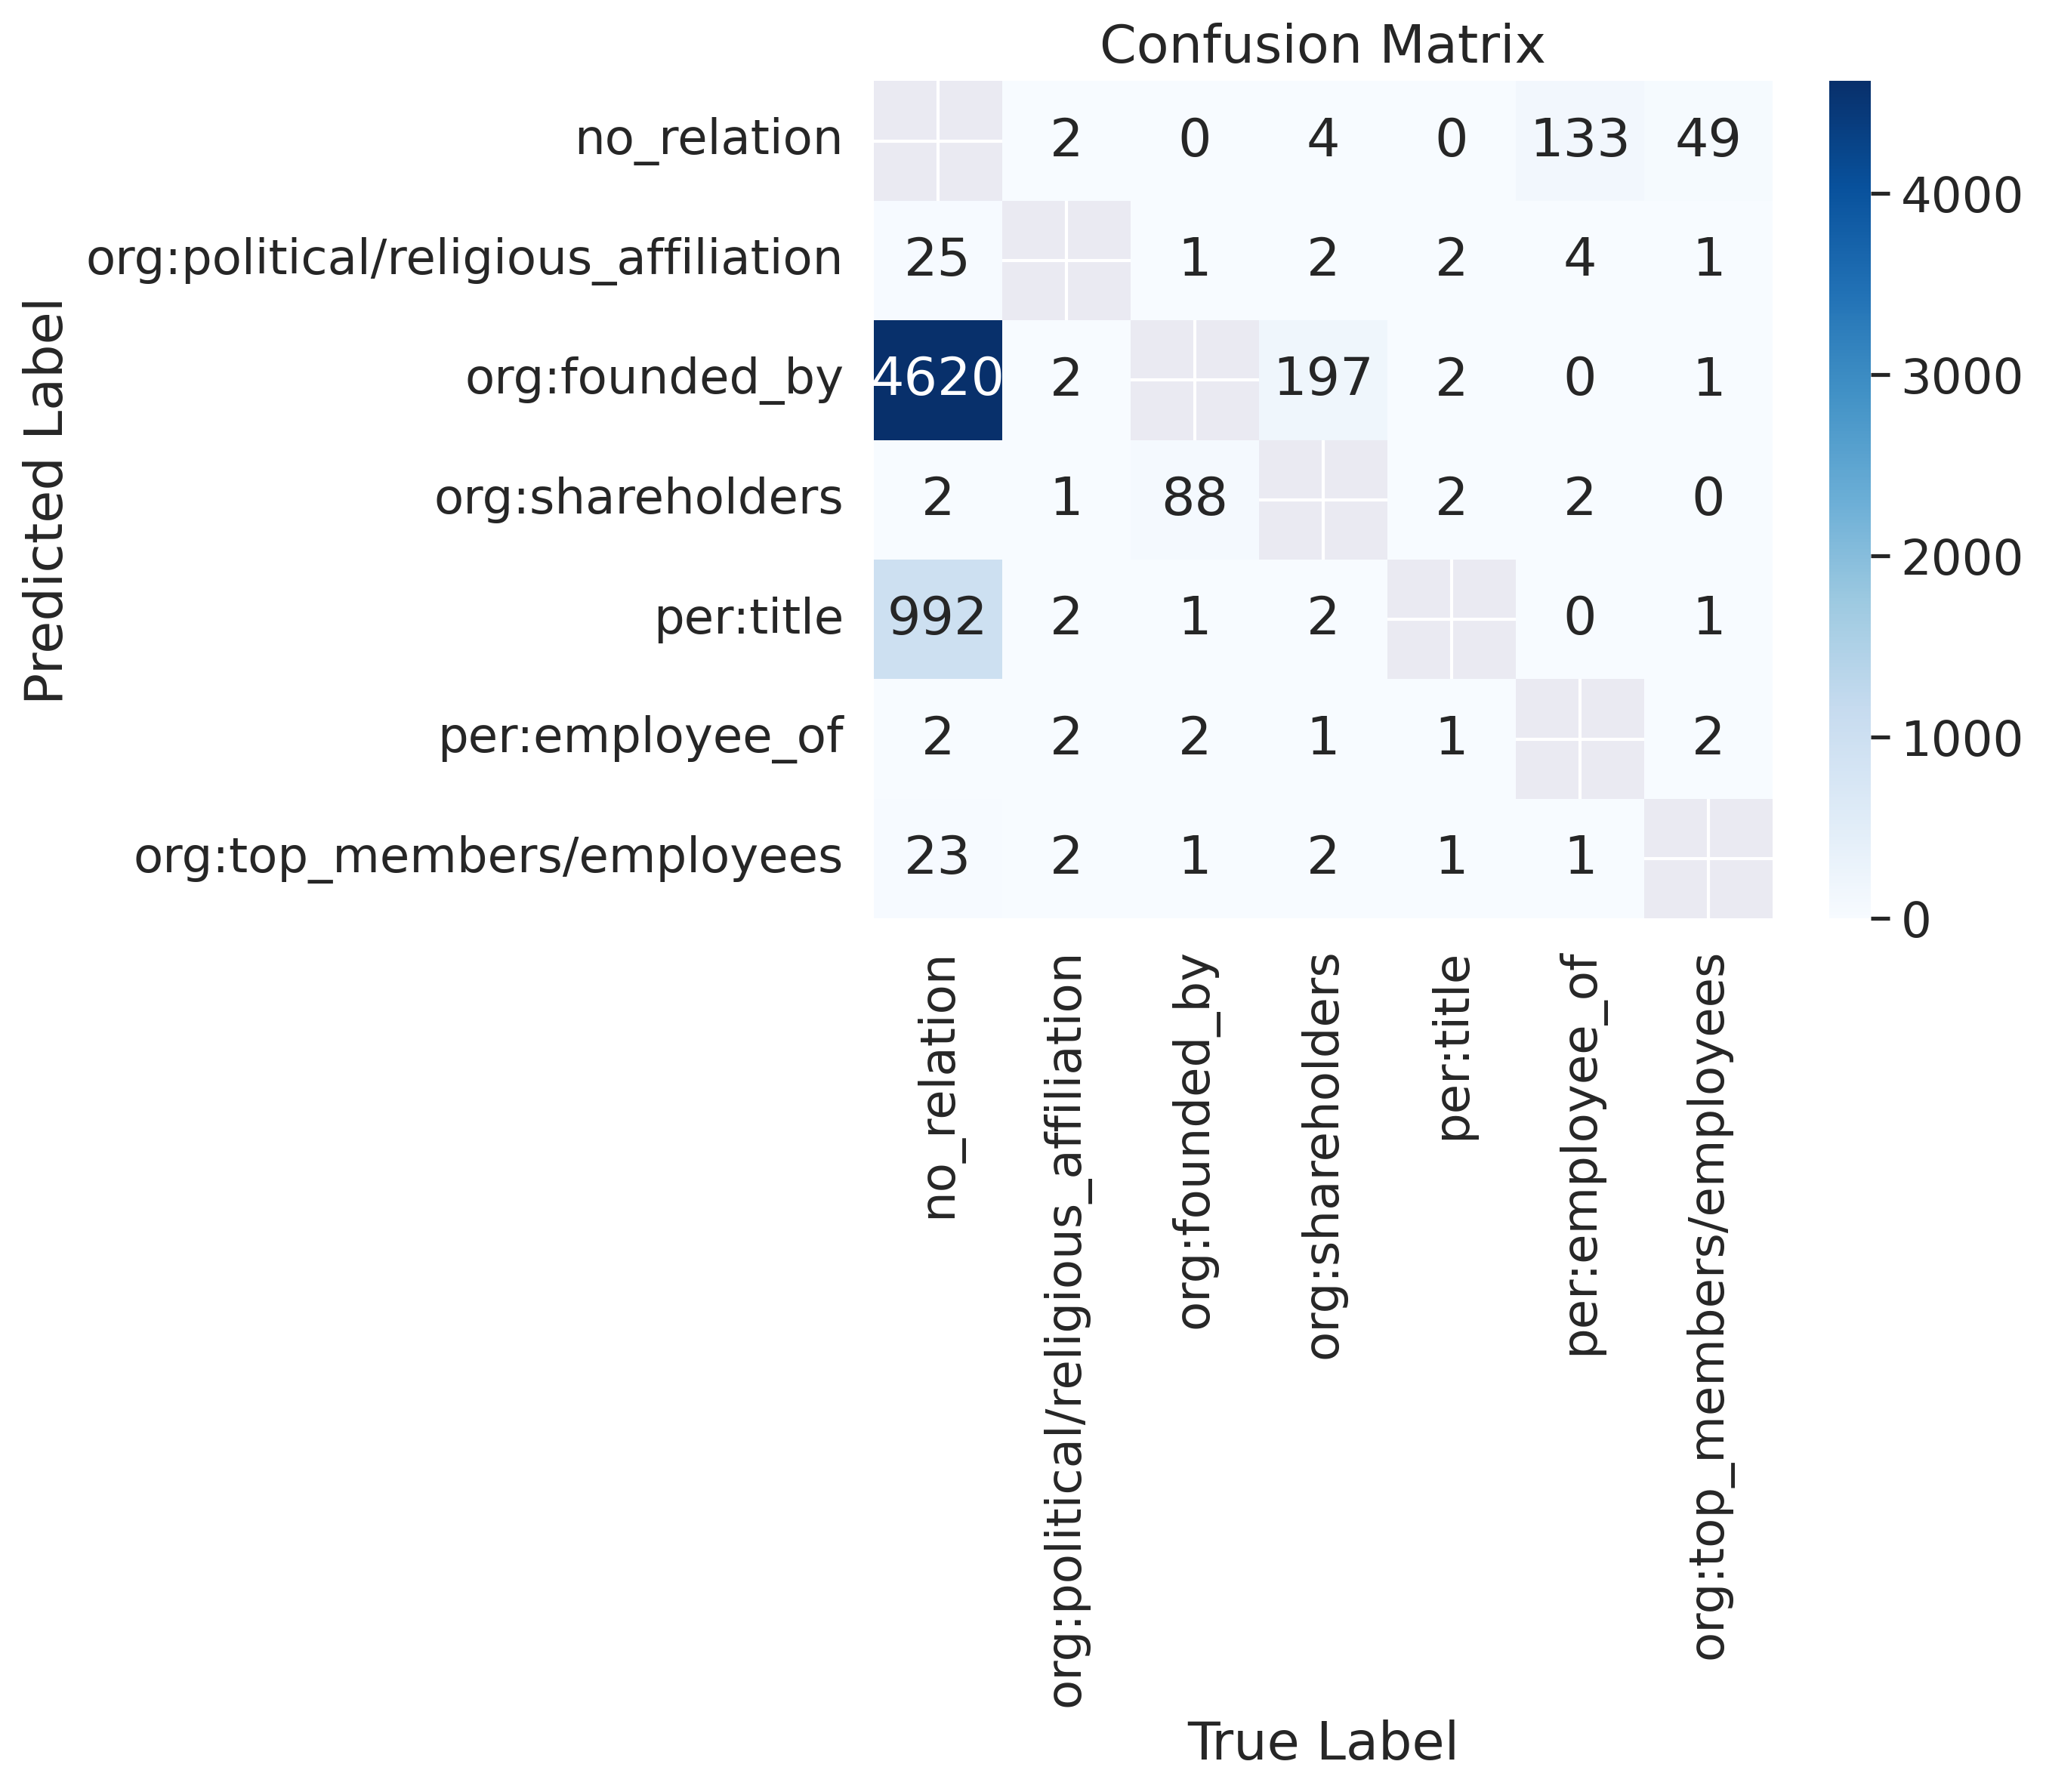 Confusion Matrix
no_relation 2 0 4 0 133 49
org:political/religious_affiliation 25 1 2 2 4 1
org:founded_by 4620 2 197 2 0 1
org:shareholders 2 1 88 2 2 0
per:title 992 2 1 2 0 1
per:employee_of 2 2 2 1 1 2
org:top_members/employees 23 2 1 2 1 1
Predicted Label
no_relation
org:political/religious_affiliation
org:founded_by
org:shareholders
per:title
per:employee_of
org:top_members/employees
True Label
4000
3000
2000
1000
0